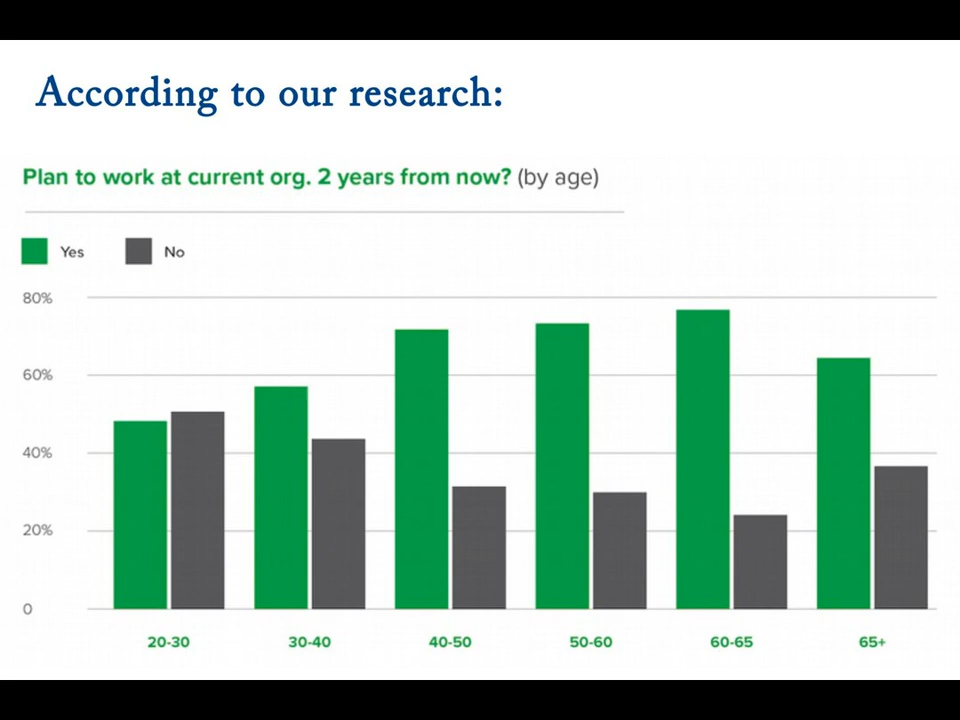 According to our research:
Plan to work at current org. 2 years from now? (by age)
Yes No
80%
60%
40%
20%
0
20-30 30-40 40-50 50-60 60-65 65+